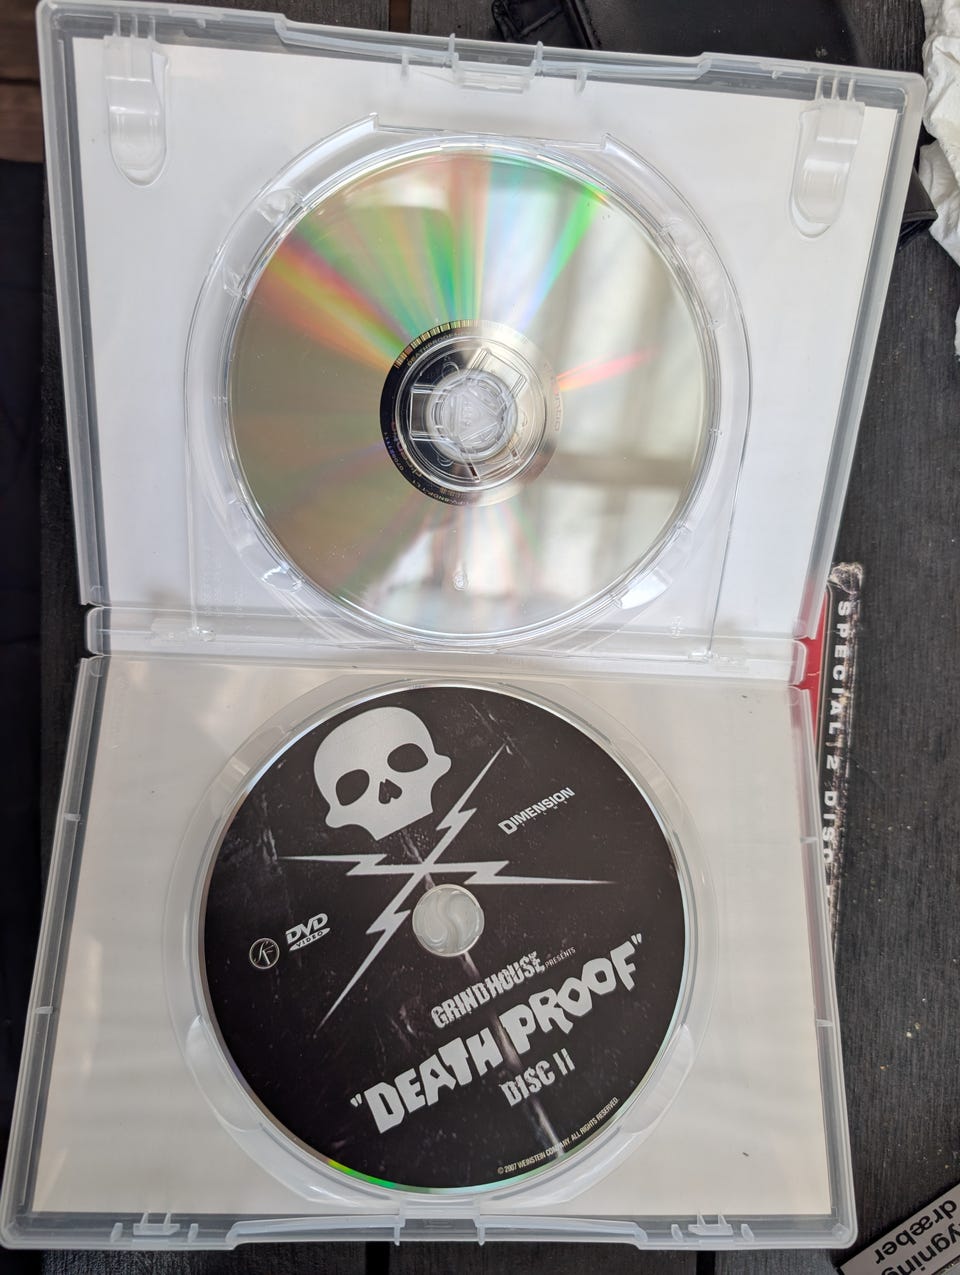 SPECIAL 2 DISC
DIMENSION
DVD
VIDEO
GRINDHOUSE PRESENTS
"DEATH PROOF"
DISC II
© 2007 WEINSTEIN COMPANY. ALL RIGHTS RESERVED.
dræber